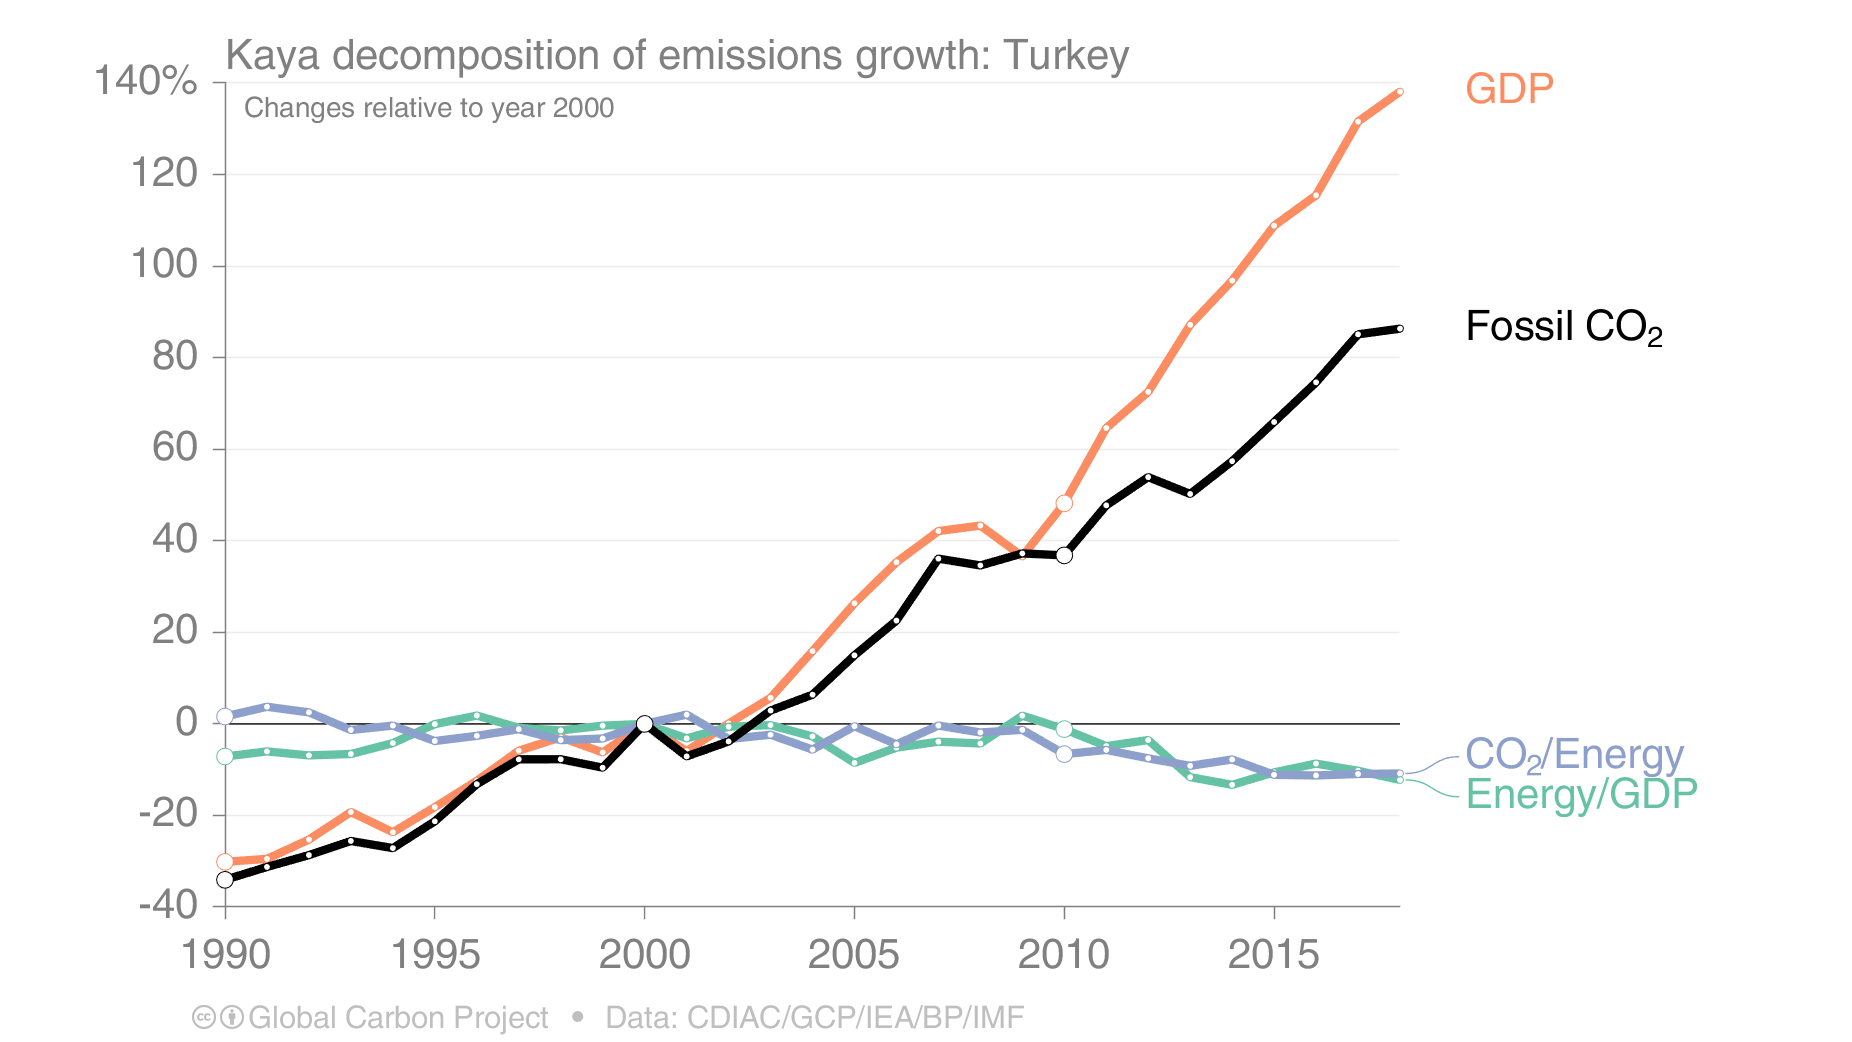 Kaya decomposition of emissions growth: Turkey
Changes relative to year 2000
140%
120
100
80
60
40
20
0
-20
-40
1990 1995 2000 2005 2010 2015
GDP
Fossil CO₂
CO₂/Energy
Energy/GDP
cc Global Carbon Project • Data: CDIAC/GCP/IEA/BP/IMF